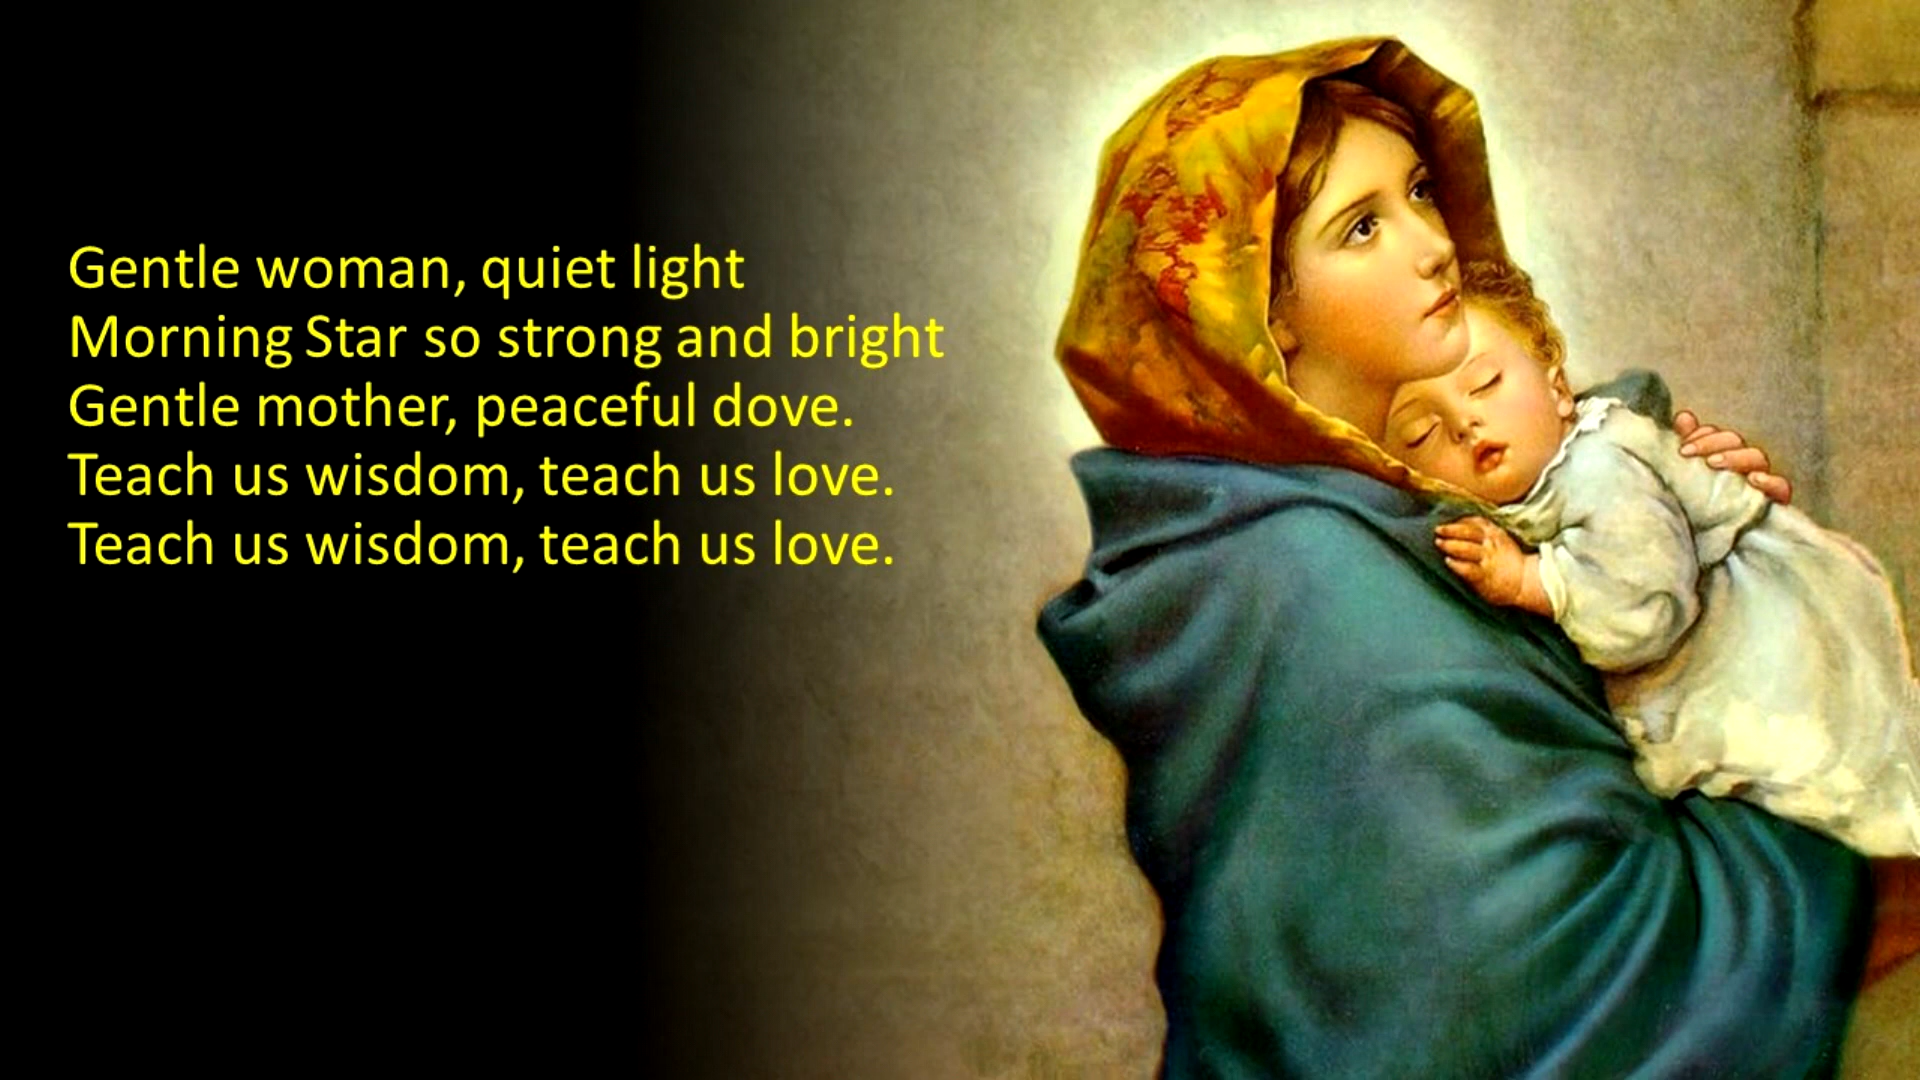 Gentle woman, quiet light
Morning Star so strong and bright
Gentle mother, peaceful dove.
Teach us wisdom, teach us love.
Teach us wisdom, teach us love.